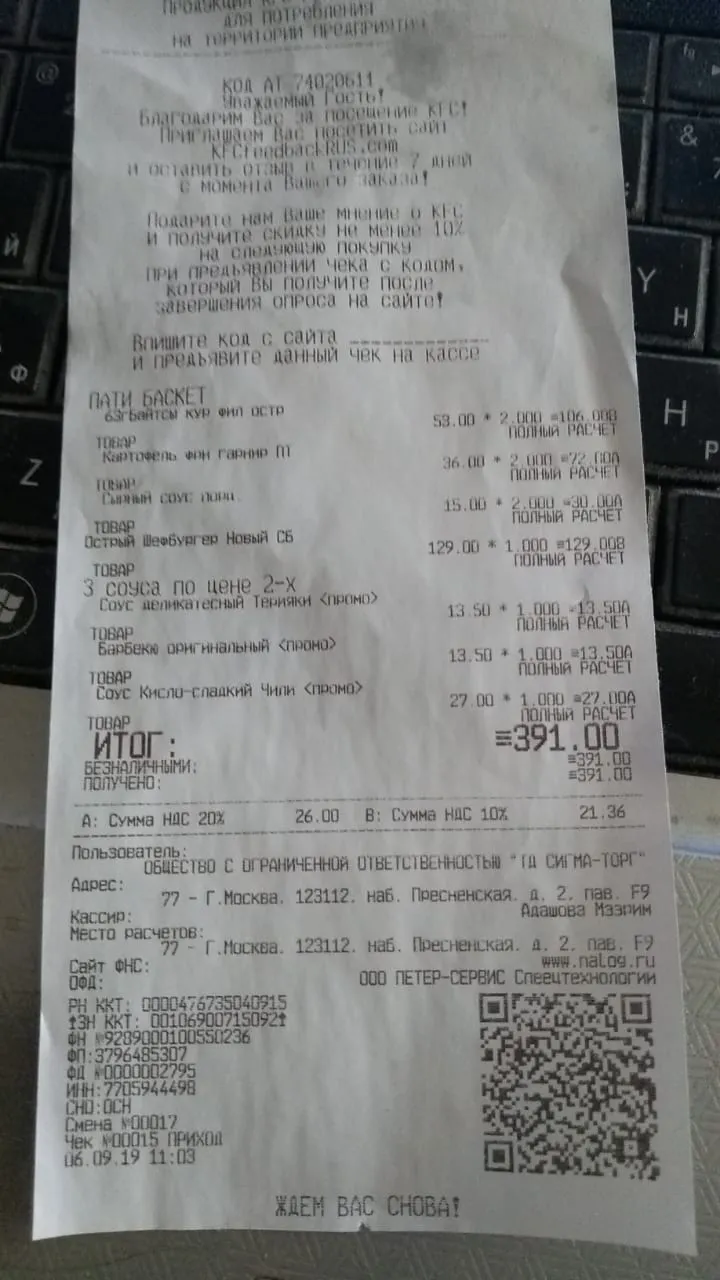 ПРОДУКЦИЯ
ДЛЯ ПОТРЕБЛЕНИЯ
НА ТЕРРИТОРИИ ПРЕДПРИЯТИЯ
КОД АТ 74020611
Уважаемый Гость!
Благодарим Вас за посещение KFC!
Приглашаем Вас посетить сайт
KFCfeedbackRUS.com
и оставить отзыв в течение 7 дней
с момента Вашего заказа!
Подарите нам Ваше мнение о KFC
и получите скидку не менее 10%
на следующую покупку
при предъявлении чека с кодом,
который Вы получите после
завершения опроса на сайте!
Впишите код с сайта ___________
и предъявите данный чек на кассе
ПАТИ БАСКЕТ
63гБайтсы кур фил остр
53.00 * 2.000 ≡106.00В
ПОЛНЫЙ РАСЧЕТ
ТОВАР
Картофель фри гарнир П1
36.00 * 2.000 ≡72.00А
ПОЛНЫЙ РАСЧЕТ
ТОВАР
Сырный соус порц.
15.00 * 2.000 ≡30.00А
ПОЛНЫЙ РАСЧЕТ
ТОВАР
Острый Шефбургер Новый СБ
129.00 * 1.000 ≡129.00В
ПОЛНЫЙ РАСЧЕТ
ТОВАР
3 соуса по цене 2-х
Соус деликатесный Терияки <промо>
13.50 * 1.000 ≡13.50А
ПОЛНЫЙ РАСЧЕТ
ТОВАР
Барбекю оригинальный <промо>
13.50 * 1.000 ≡13.50А
ПОЛНЫЙ РАСЧЕТ
ТОВАР
Соус Кисло-сладкий Чили <промо>
27.00 * 1.000 ≡27.00А
ПОЛНЫЙ РАСЧЕТ
ТОВАР
ИТОГ: ≡391.00
БЕЗНАЛИЧНЫМИ: ≡391.00
ПОЛУЧЕНО: ≡391.00
А: Сумма НДС 20% 26.00 В: Сумма НДС 10% 21.36
Пользователь:
ОБЩЕСТВО С ОГРАНИЧЕННОЙ ОТВЕТСТВЕННОСТЬЮ "ТД СИГМА-ТОРГ"
Адрес:
77 - Г.Москва. 123112. наб. Пресненская. д. 2. пав. F9
Кассир: Адашова Мээрим
Место расчетов:
77 - Г.Москва. 123112. наб. Пресненская. д. 2. пав. F9
Сайт ФНС: www.nalog.ru
ОФД: ООО ПЕТЕР-СЕРВИС Спецтехнологии
РН ККТ: 0000476735040915
↑ЗН ККТ: 00106900715092↑
ФН №9289000100550236
ФП:3796485307
ФД №0000002795
ИНН:7705944498
СНО:ОСН
Смена №00017
Чек №00015 ПРИХОД
06.09.19 11:03
ЖДЕМ ВАС СНОВА!
@
&
7
Й
Y
Н
Ф
H
Р
Z